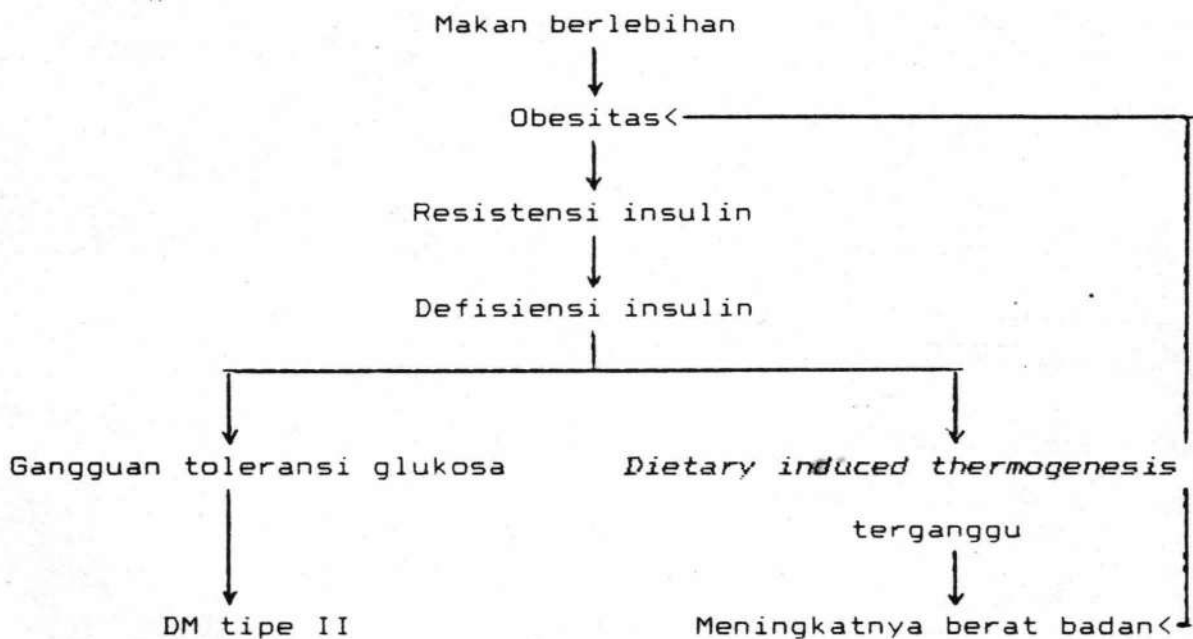 Makan berlebihan
Obesitas<
Resistensi insulin
Defisiensi insulin
Gangguan toleransi glukosa
Dietary induced thermogenesis
terganggu
DM tipe II
Meningkatnya berat badan<